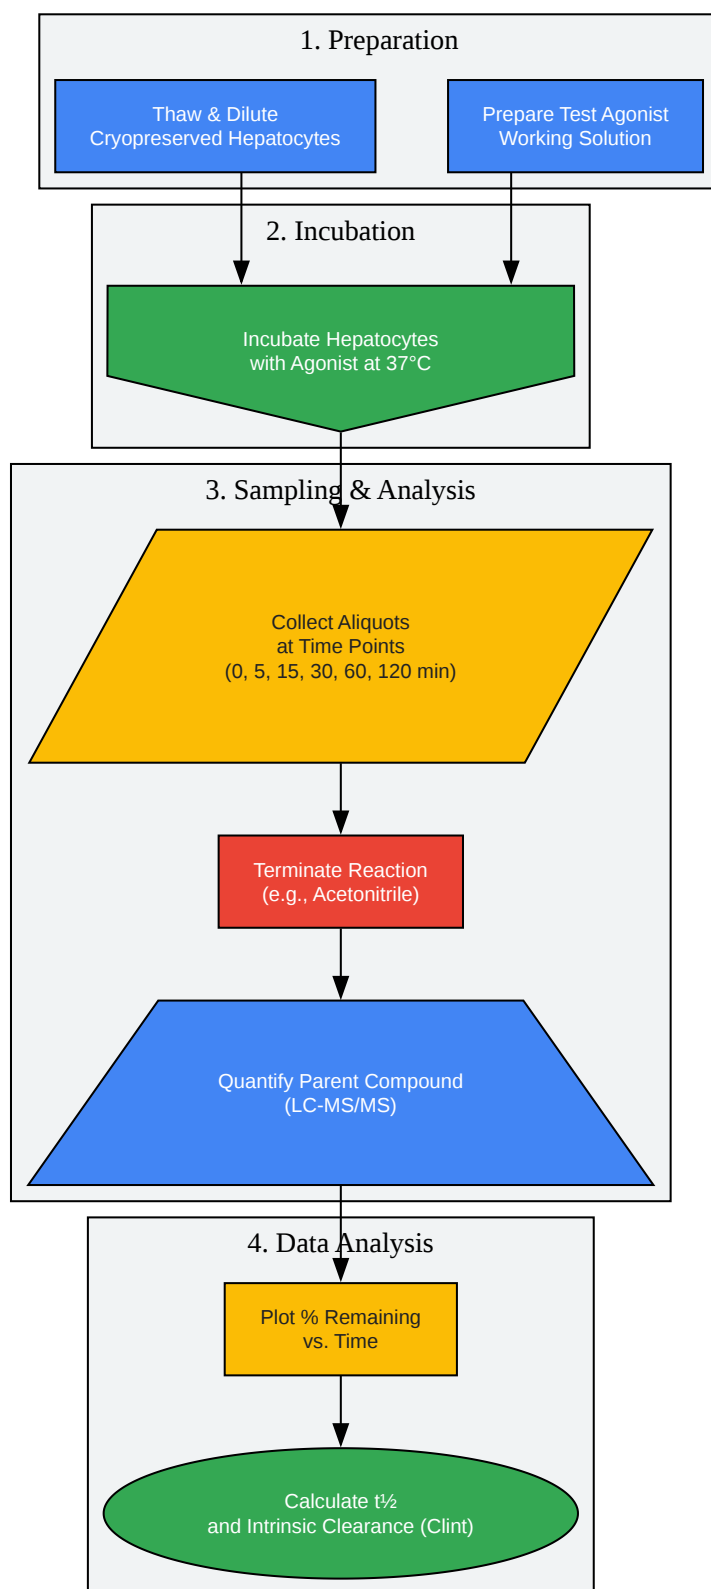 1. Preparation
Thaw & Dilute
Cryopreserved Hepatocytes
Prepare Test Agonist
Working Solution
2. Incubation
Incubate Hepatocytes
with Agonist at 37°C
3. Sampling & Analysis
Collect Aliquots
at Time Points
(0, 5, 15, 30, 60, 120 min)
Terminate Reaction
(e.g., Acetonitrile)
Quantify Parent Compound
(LC-MS/MS)
4. Data Analysis
Plot % Remaining
vs. Time
Calculate t½
and Intrinsic Clearance (Clint)